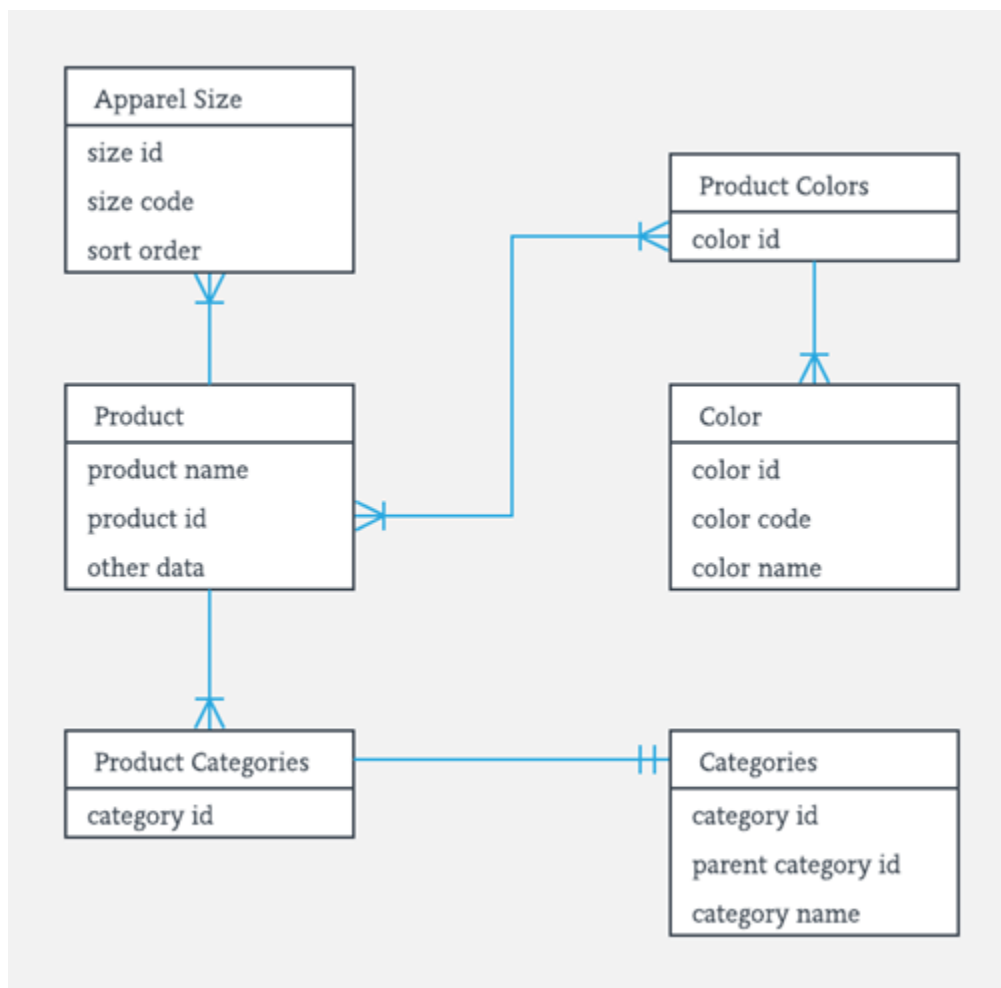 Apparel Size
size id
size code
sort order
Product Colors
color id
Product
product name
product id
other data
Color
color id
color code
color name
Product Categories
category id
Categories
category id
parent category id
category name